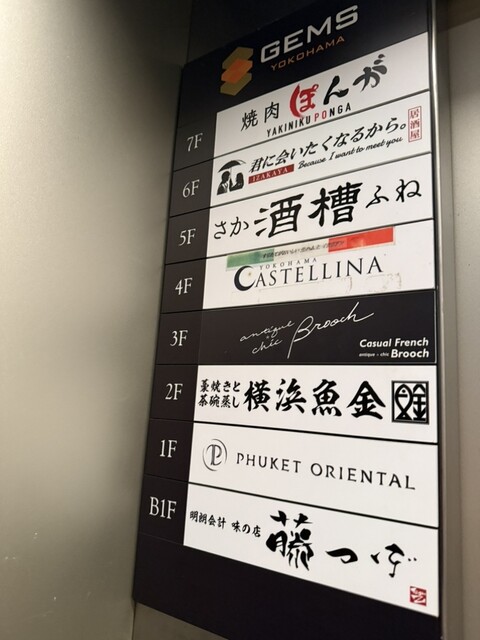 GEMS
YOKOHAMA
7F
焼肉ぽんが
YAKINIKU PONGA
6F
君に会いたくなるから。
IZAKAYA Because I want to meet you
居酒屋
5F
さか酒槽ふね
4F
YOKOHAMA
CASTELLINA
3F
antique chic Brooch
Casual French
antique - chic Brooch
2F
藁焼きと
茶碗蒸し
横浜魚金
1F
PHUKET ORIENTAL
B1F
明朗会計 味の店
藤つぼ